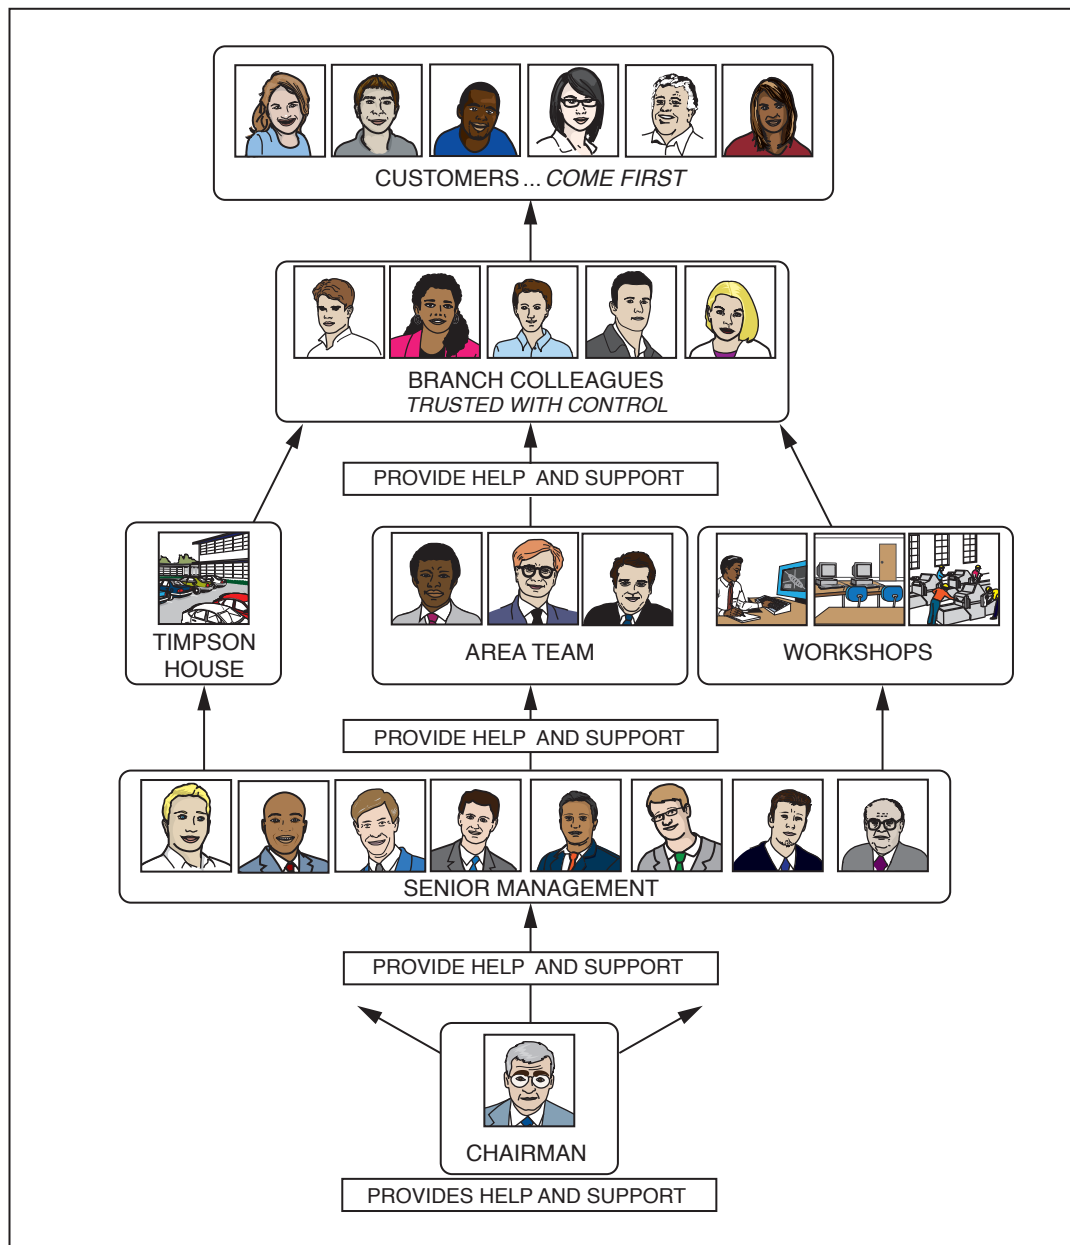 CUSTOMERS ... COME FIRST
BRANCH COLLEAGUES
TRUSTED WITH CONTROL
PROVIDE HELP AND SUPPORT
TIMPSON
HOUSE
AREA TEAM
WORKSHOPS
PROVIDE HELP AND SUPPORT
SENIOR MANAGEMENT
PROVIDE HELP AND SUPPORT
CHAIRMAN
PROVIDES HELP AND SUPPORT